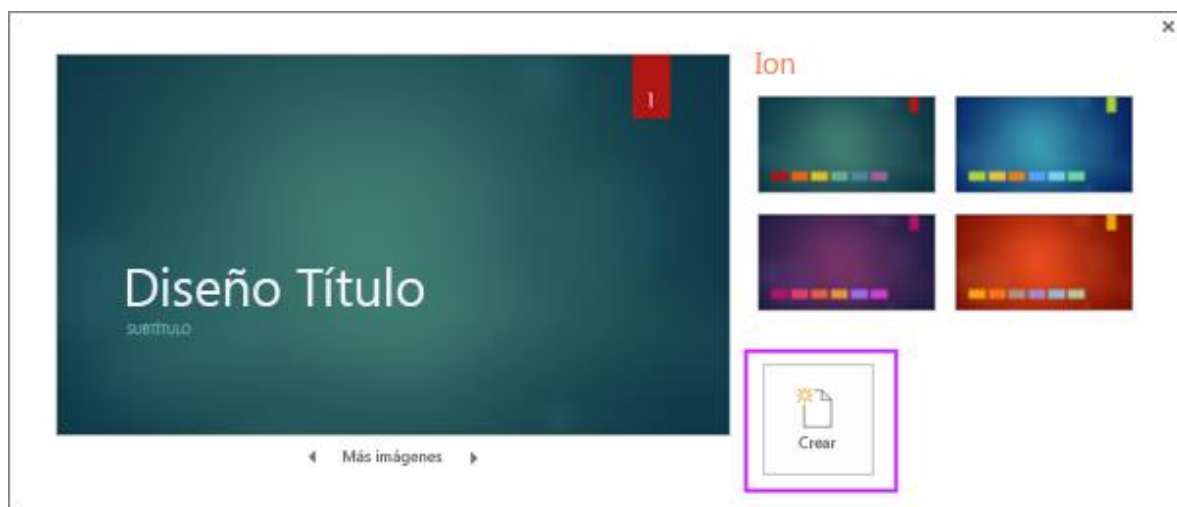 Ion
1
Diseño Título
SUBTÍTULO
Más imágenes
Crear